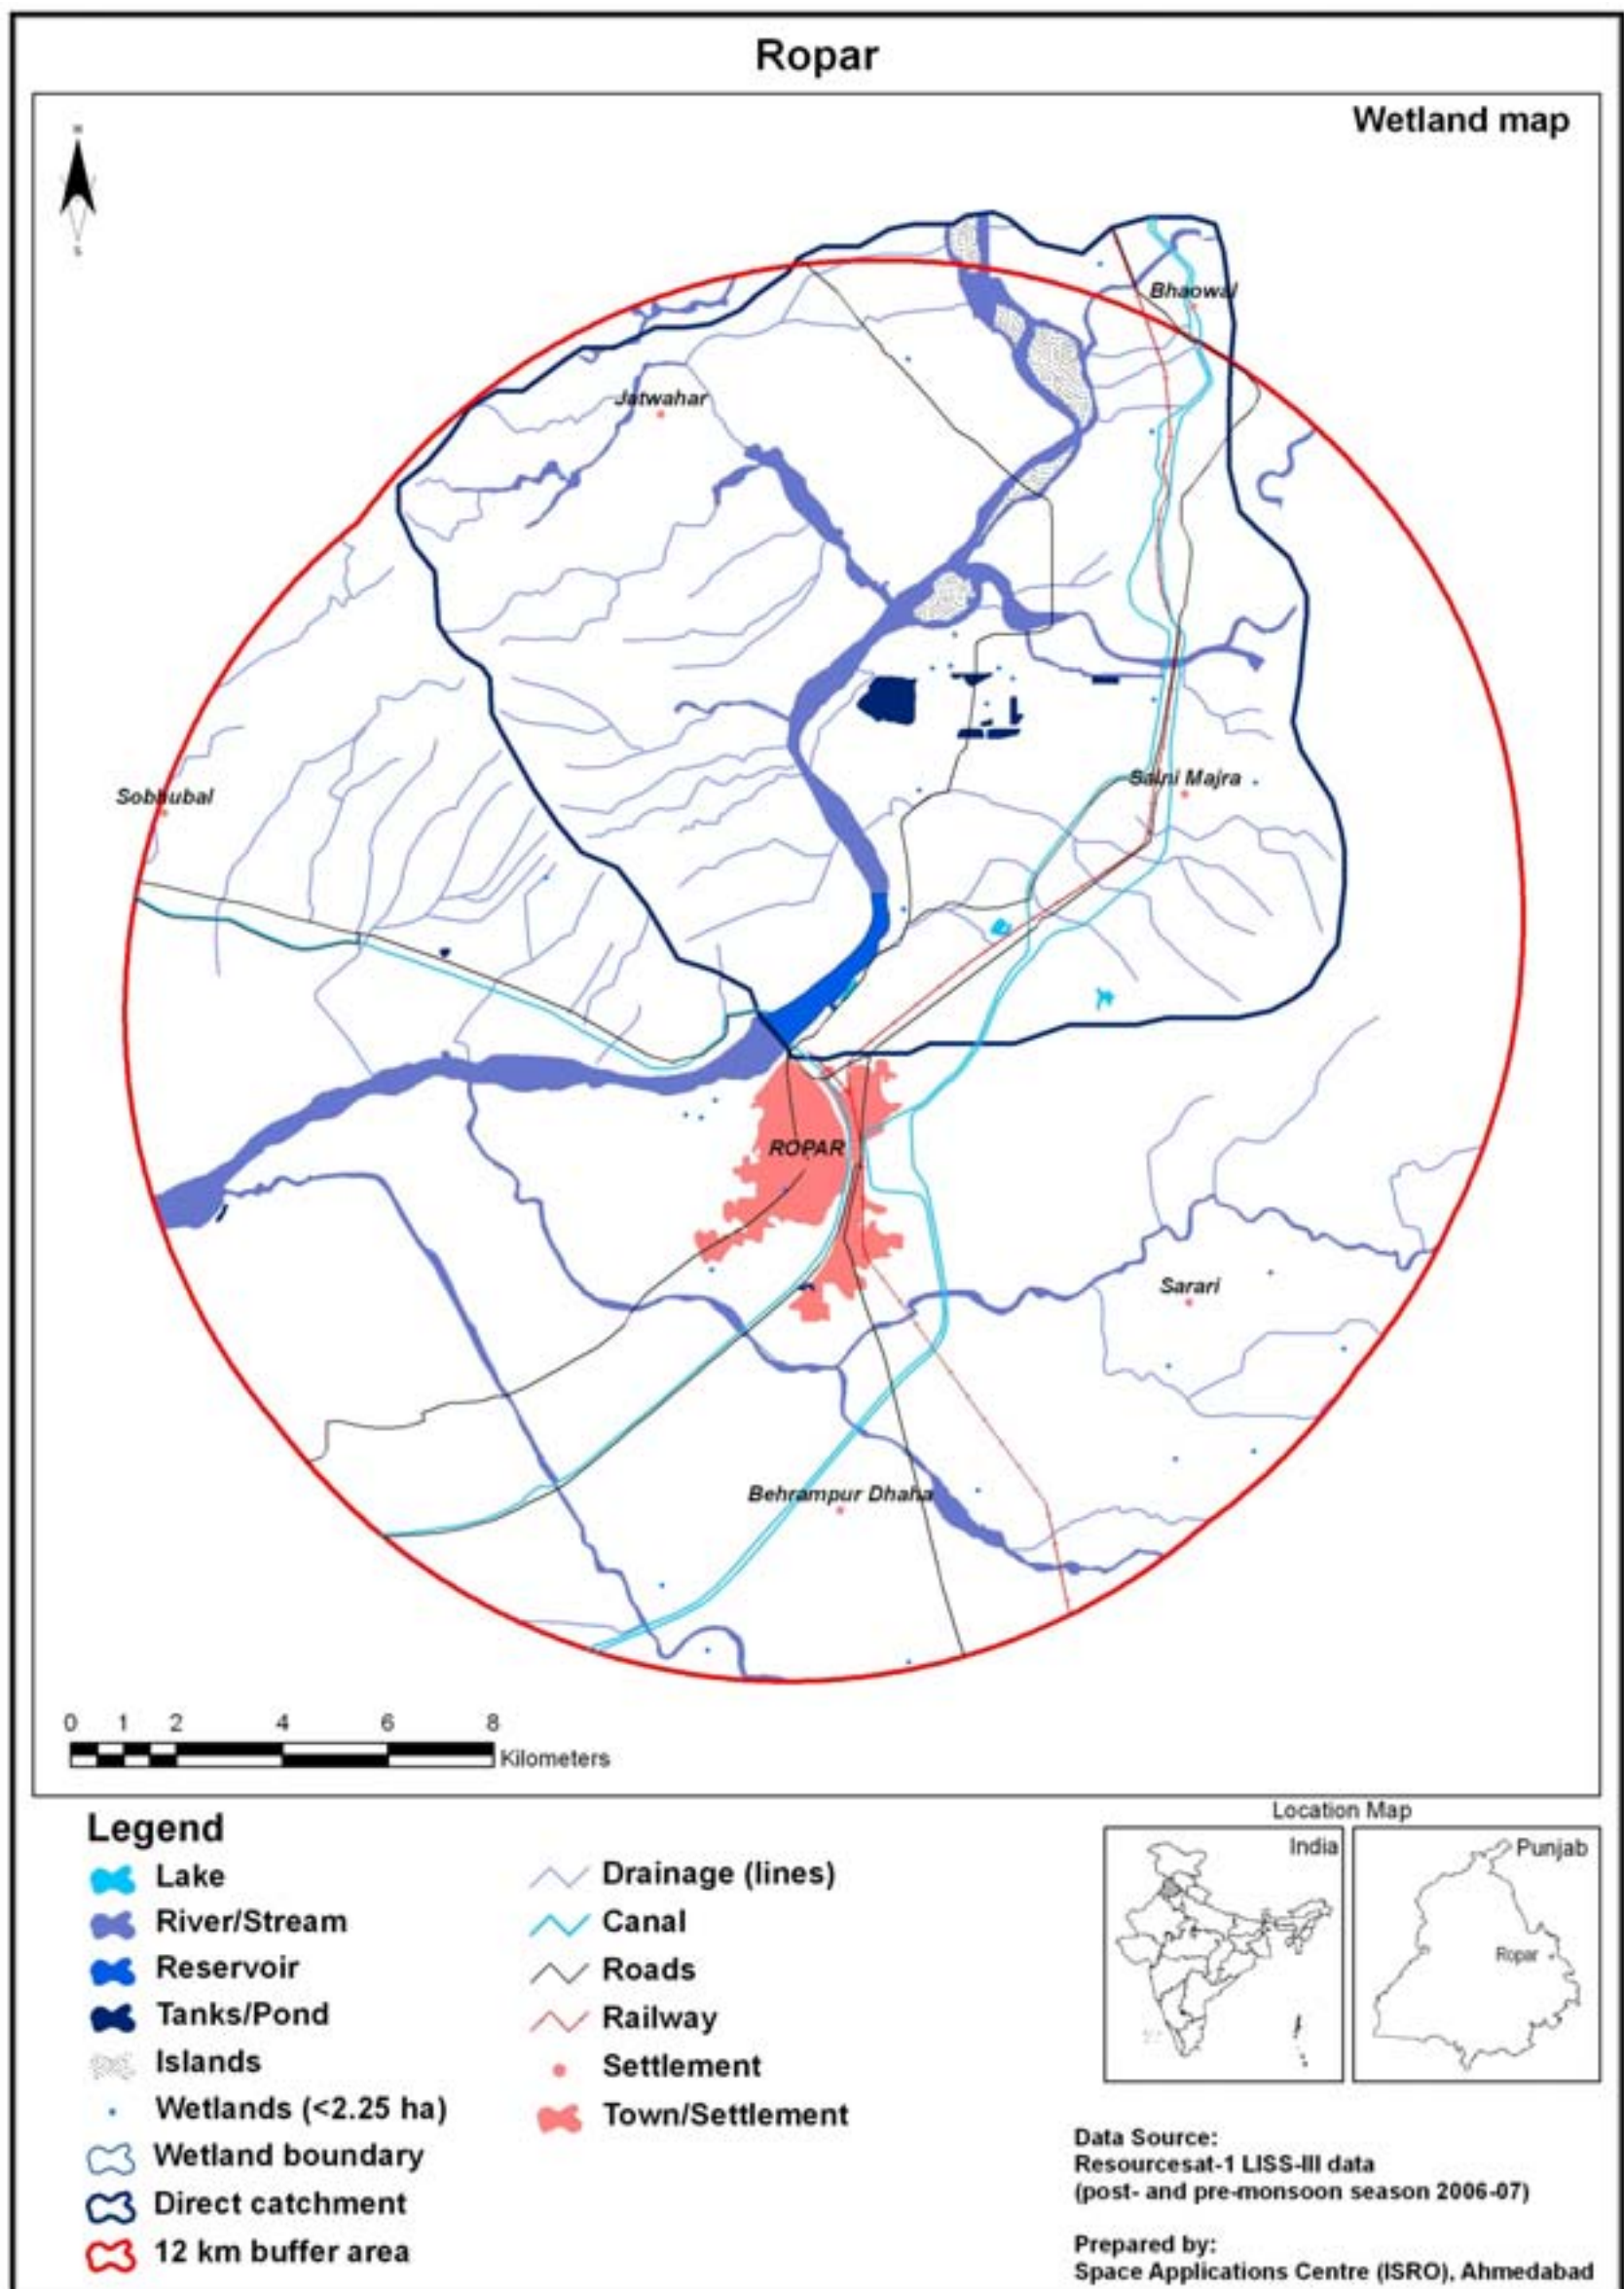 Ropar
Wetland map
N
S
Bhaowal
Jatwahar
Saini Majra
Sobhubal
ROPAR
Sarari
Behrampur Dhaha
0 1 2 4 6 8
Kilometers
Legend
Lake
River/Stream
Reservoir
Tanks/Pond
Islands
Wetlands (<2.25 ha)
Wetland boundary
Direct catchment
12 km buffer area
Drainage (lines)
Canal
Roads
Railway
Settlement
Town/Settlement
Location Map
India
Punjab
Ropar
Data Source:
Resourcesat-1 LISS-III data
(post- and pre-monsoon season 2006-07)
Prepared by:
Space Applications Centre (ISRO), Ahmedabad